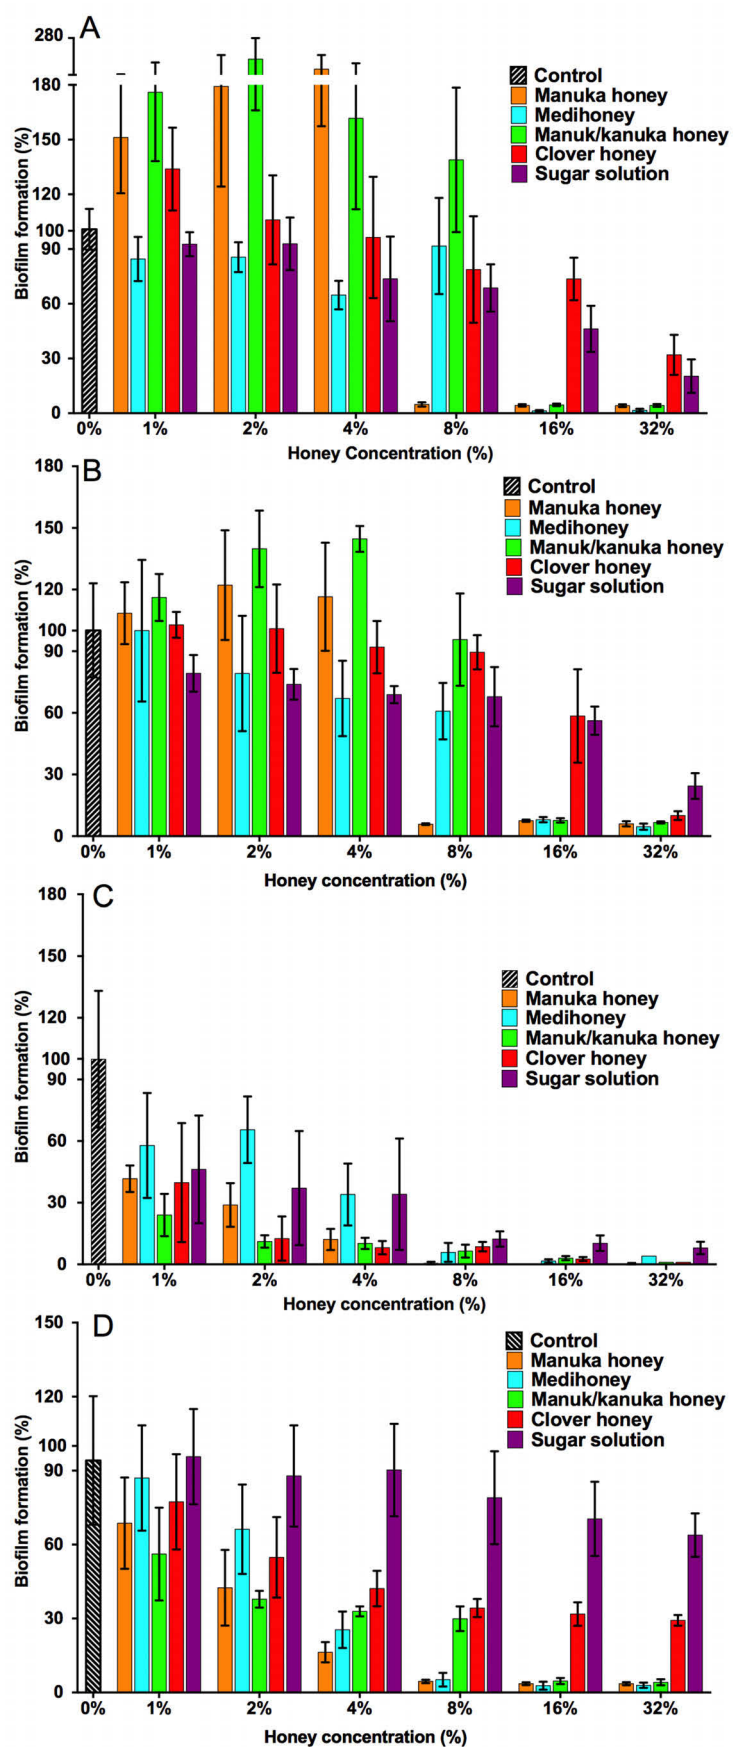 A
280
180
150
120
100
90
60
30
0
Biofilm formation (%)
Control
Manuka honey
Medihoney
Manuk/kanuka honey
Clover honey
Sugar solution
0% 1% 2% 4% 8% 16% 32%
Honey Concentration (%)
B
180
150
120
100
90
60
30
0
Biofilm formation (%)
Control
Manuka honey
Medihoney
Manuk/kanuka honey
Clover honey
Sugar solution
0% 1% 2% 4% 8% 16% 32%
Honey concentration (%)
C
180
150
120
100
90
60
30
0
Biofilm formation (%)
Control
Manuka honey
Medihoney
Manuk/kanuka honey
Clover honey
Sugar solution
0% 1% 2% 4% 8% 16% 32%
Honey concentration (%)
D
150
120
100
90
60
30
0
Biofilm formation (%)
Control
Manuka honey
Medihoney
Manuk/kanuka honey
Clover honey
Sugar solution
0% 1% 2% 4% 8% 16% 32%
Honey concentration (%)